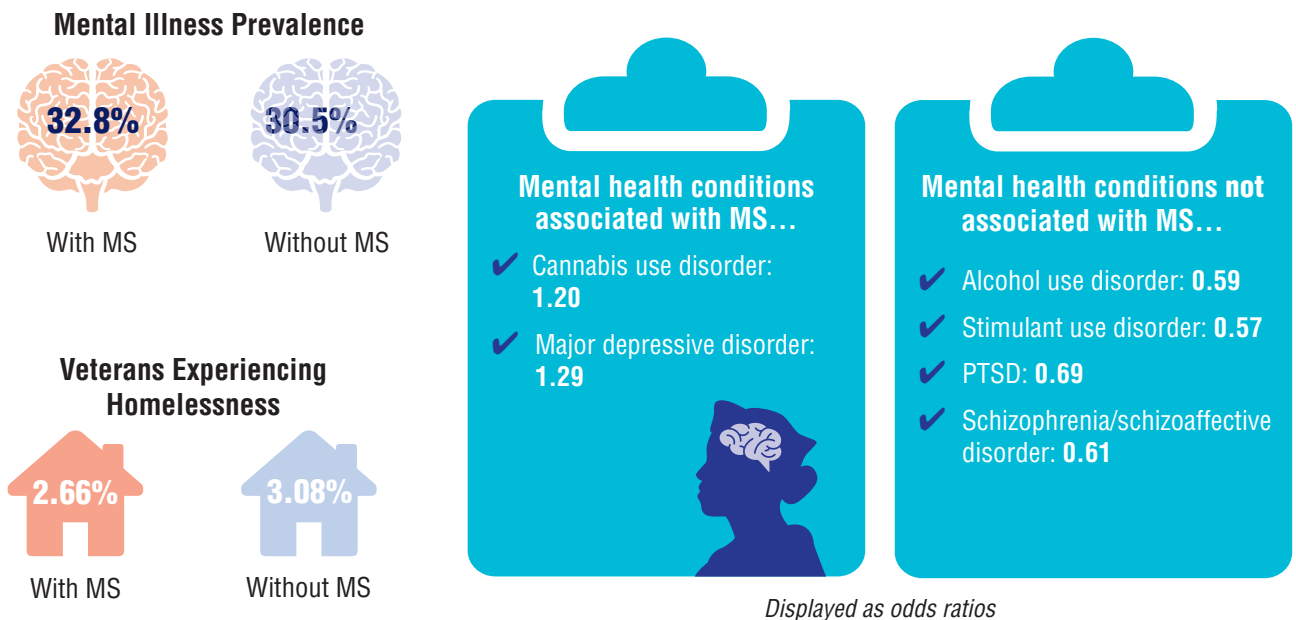 Mental Illness Prevalence
32.8%
30.5%
With MS
Without MS
Veterans Experiencing
Homelessness
2.66%
3.08%
With MS
Without MS
Mental health conditions
associated with MS...
✔ Cannabis use disorder:
1.20
✔ Major depressive disorder:
1.29
Mental health conditions not
associated with MS...
✔ Alcohol use disorder: 0.59
✔ Stimulant use disorder: 0.57
✔ PTSD: 0.69
✔ Schizophrenia/schizoaffective
disorder: 0.61
Displayed as odds ratios